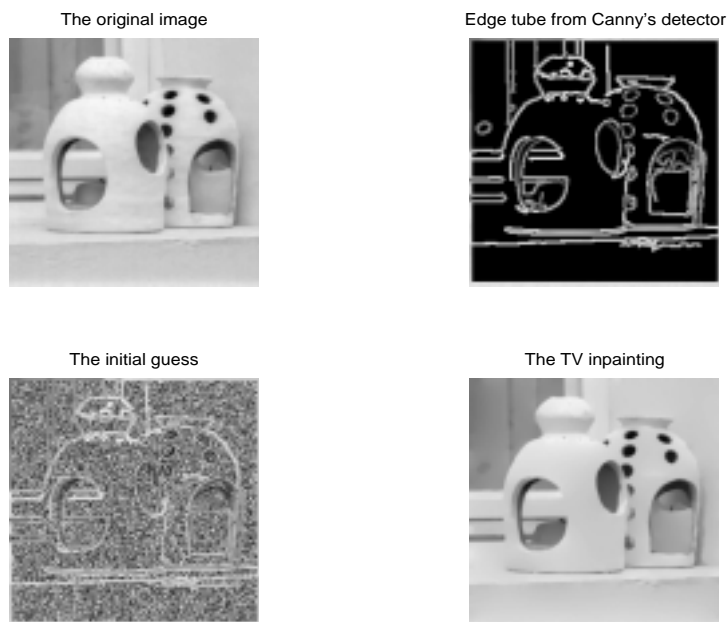 The original image
Edge tube from Canny's detector
The initial guess
The TV inpainting